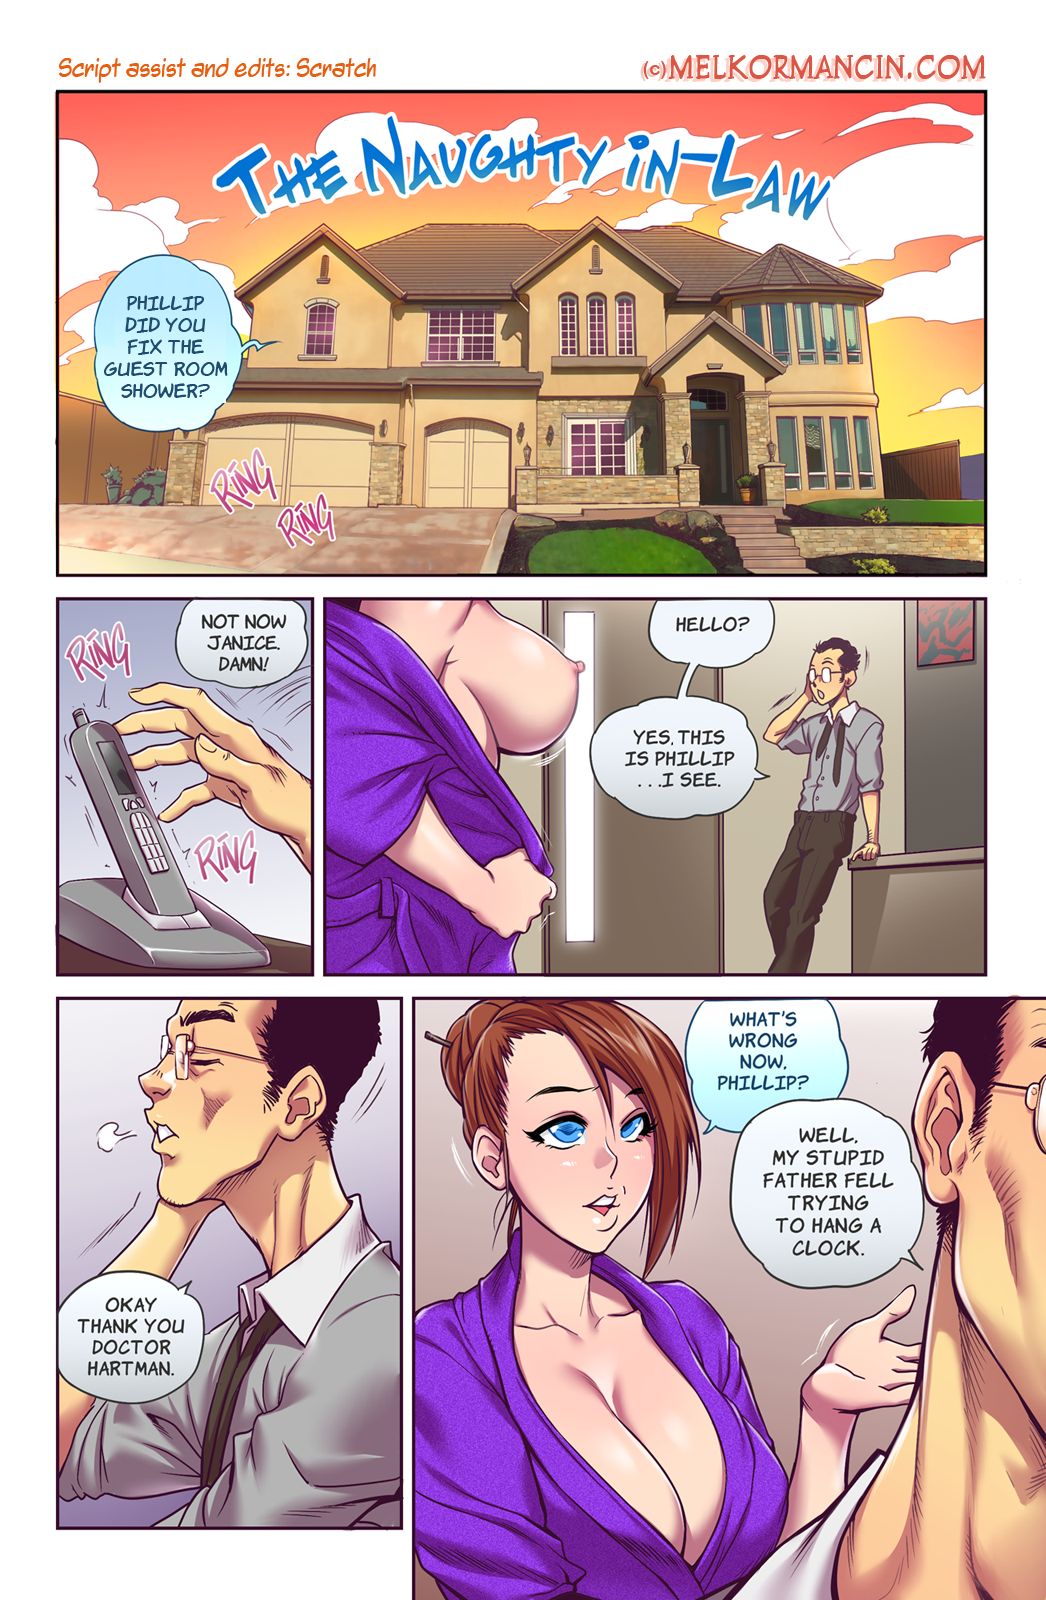 Script assist and edits: Scratch
(c)MELKORMANCIN.COM
THE NAUGHTY iN-LAW
PHILLIP
DID YOU
FIX THE
GUEST ROOM
SHOWER?
RING
RING
RING
NOT NOW
JANICE.
DAMN!
RING
HELLO?
YES, THIS
IS PHILLIP
...I SEE.
OKAY
THANK YOU
DOCTOR
HARTMAN.
WHAT'S
WRONG
NOW,
PHILLIP?
WELL,
MY STUPID
FATHER FELL
TRYING
TO HANG A
CLOCK.